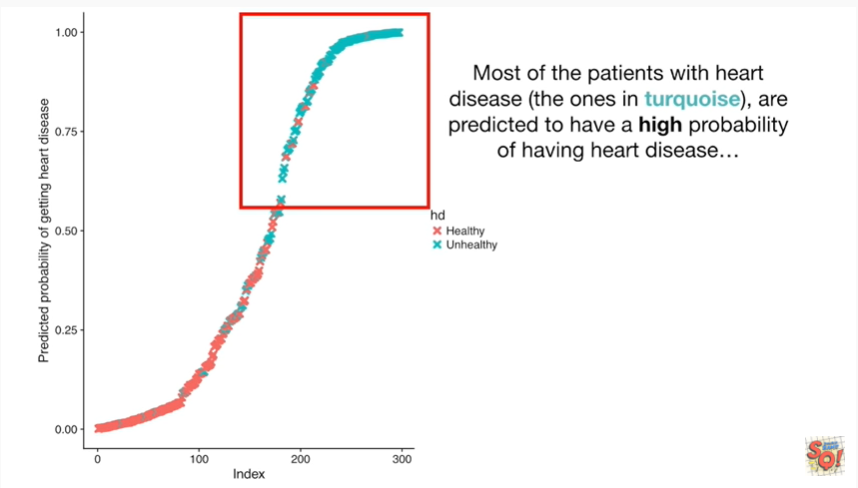 1.00
0.75
0.50
0.25
0.00
Predicted probability of getting heart disease
0
100
200
300
Index
hd
Healthy
Unhealthy
Most of the patients with heart
disease (the ones in turquoise), are
predicted to have a high probability
of having heart disease…
SQ!